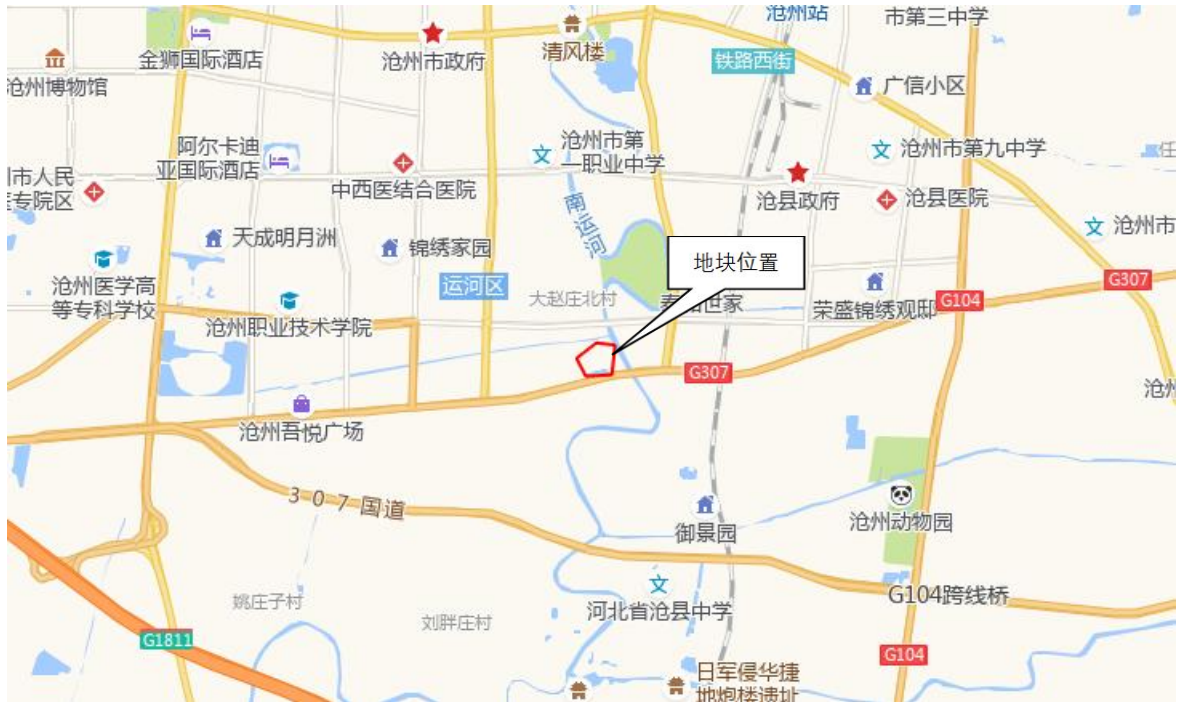 沧州站
市第三中学
金狮国际酒店
沧州市政府
清风楼
铁路西街
沧州博物馆
广信小区
阿尔卡迪
亚国际酒店
沧州市第
一职业中学
沧州市第九中学
任
市人民
专院区
中西医结合医院
沧县政府
沧县医院
南运河
沧州市
天成明月洲
锦绣家园
地块位置
沧州医学高
等专科学校
运河区
大赵庄北村
世家
荣盛锦绣观邸
G104
G307
沧州职业技术学院
G307
沧州
沧州吾悦广场
307国道
御景园
沧州动物园
姚庄子村
刘胖庄村
河北省沧县中学
G104跨线桥
G1811
G104
日军侵华捷
地炮楼遗址